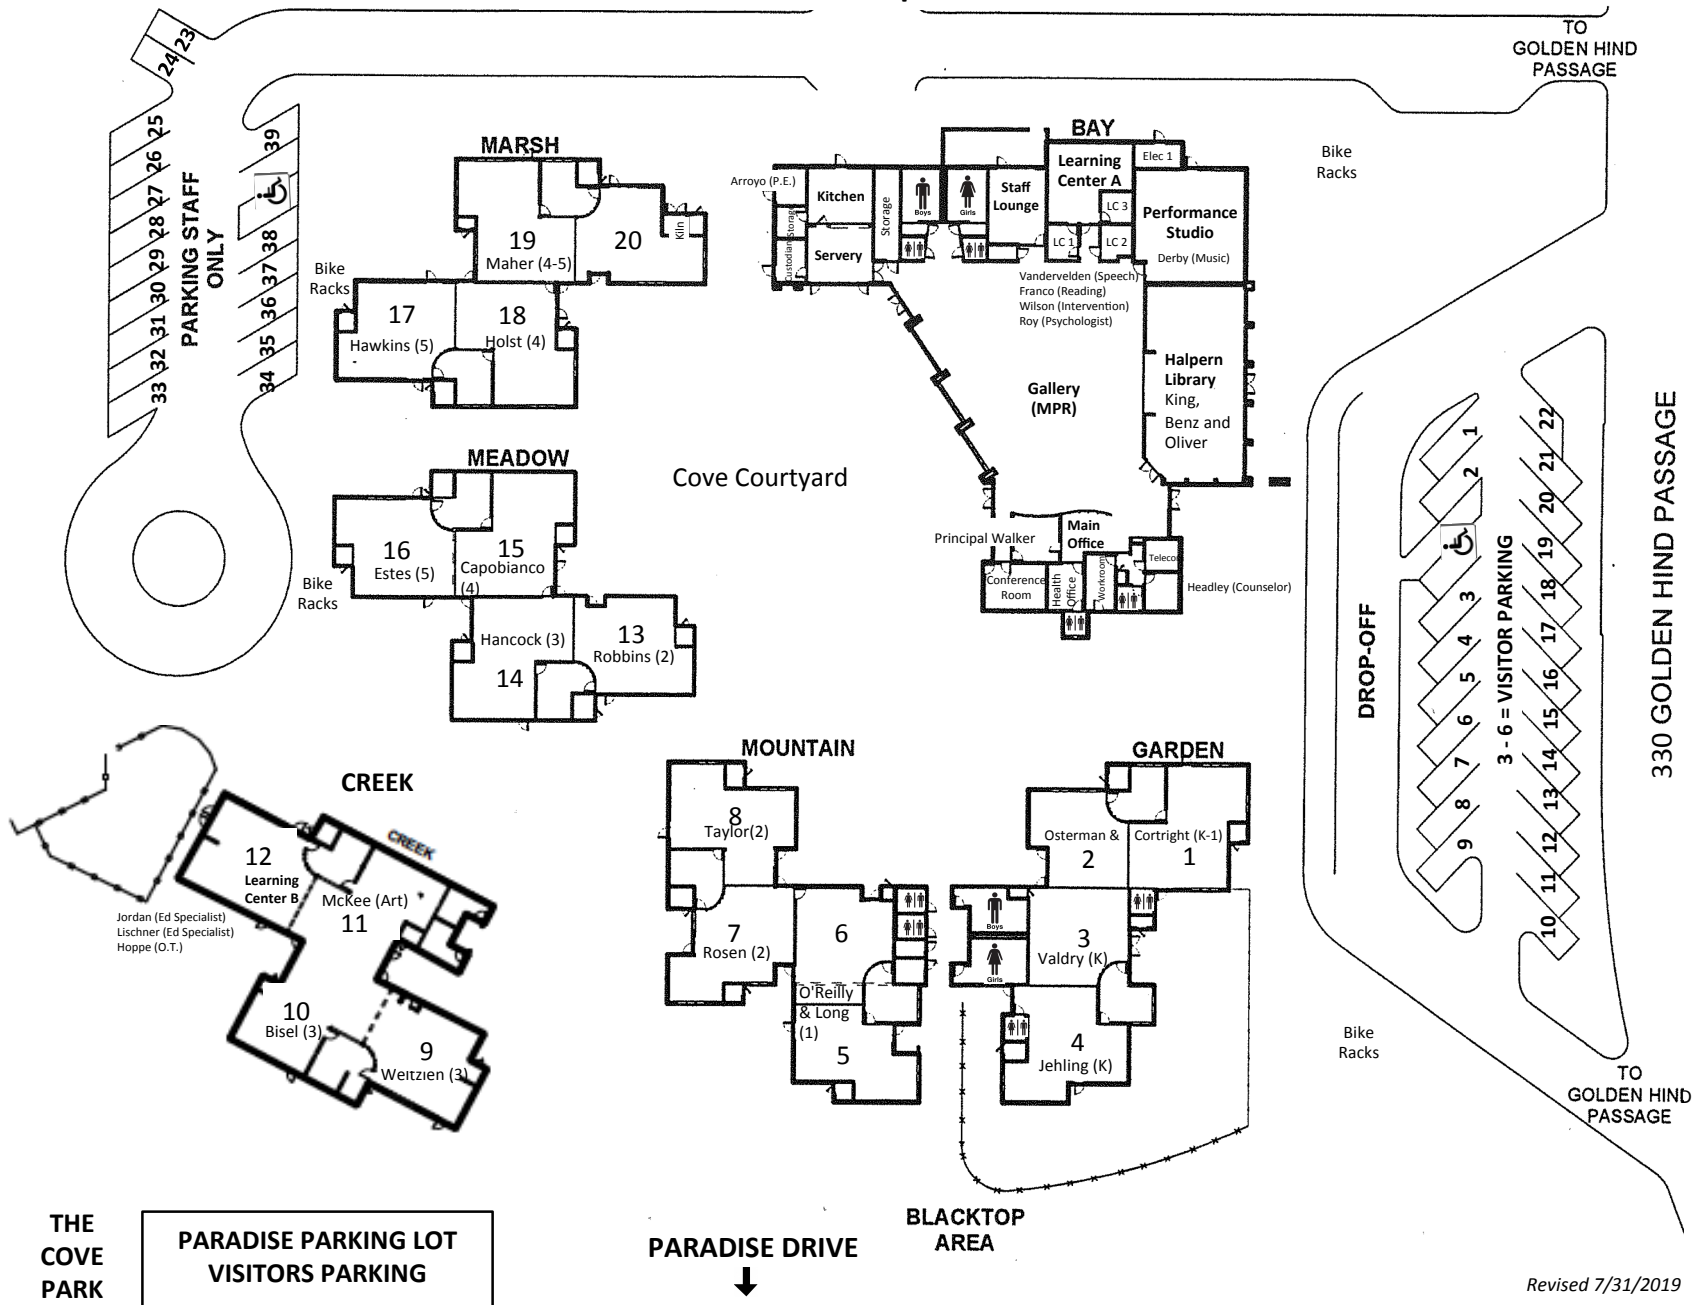 TO
GOLDEN HIND
PASSAGE
23
24
25
26
27
28
29
30
31
32
33
PARKING STAFF
ONLY
39
38
37
36
35
34
Bike
Racks
MARSH
19
Maher (4-5)
20
Kiln
17
Hawkins (5)
18
Holst (4)
BAY
Arroyo (P.E.)
Kitchen
Storage
Custodian
Servery
Storage
Boys
Girls
Staff
Lounge
Learning
Center A
Elec 1
LC 3
LC 1
LC 2
Performance
Studio
Derby (Music)
Vandervelden (Speech)
Franco (Reading)
Wilson (Intervention)
Roy (Psychologist)
Gallery
(MPR)
Halpern
Library
King,
Benz and
Oliver
Bike
Racks
MEADOW
16
Estes (5)
15
Capobianco
(4)
Hancock (3)
14
13
Robbins (2)
Bike
Racks
Cove Courtyard
Principal Walker
Main
Office
Conference
Room
Health
Office
Workroom
Teleco
Headley (Counselor)
DROP-OFF
1
2
3
4
5
6
7
8
9
3 - 6 = VISITOR PARKING
22
21
20
19
18
17
16
15
14
13
12
11
10
330 GOLDEN HIND PASSAGE
CREEK
CREEK
12
Learning
Center B
McKee (Art)
11
Jordan (Ed Specialist)
Lischner (Ed Specialist)
Hoppe (O.T.)
10
Bisel (3)
9
Weitzien (3)
MOUNTAIN
8
Taylor(2)
7
Rosen (2)
6
O'Reilly
& Long
(1)
5
GARDEN
Osterman &
2
Cortright (K-1)
1
Boys
Girls
3
Valdry (K)
4
Jehling (K)
Bike
Racks
TO
GOLDEN HIND
PASSAGE
BLACKTOP
AREA
THE
COVE
PARK
PARADISE PARKING LOT
VISITORS PARKING
PARADISE DRIVE
Revised 7/31/2019